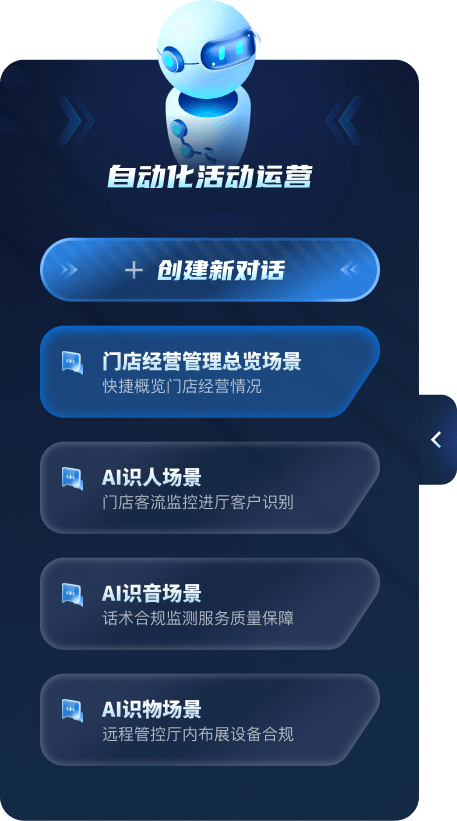 自动化活动运营
创建新对话
门店经营管理总览场景
快捷概览门店经营情况
AI识人场景
门店客流监控进厅客户识别
AI识音场景
话术合规监测服务质量保障
AI识物场景
远程管控厅内布展设备合规